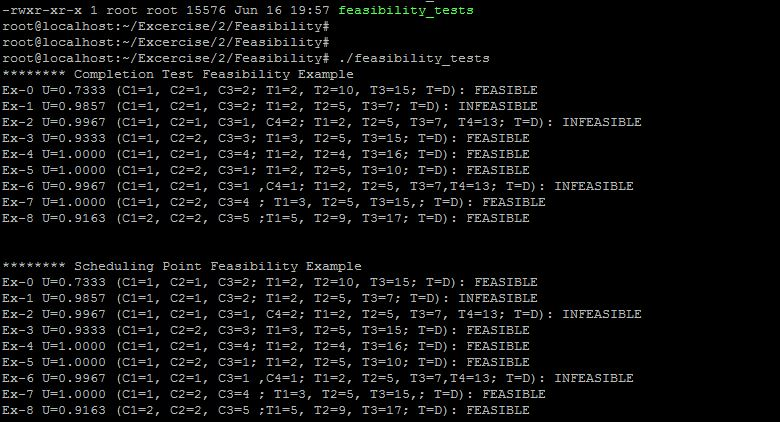 -rwxr-xr-x 1 root root 15576 Jun 16 19:57 feasibility_tests
root@localhost:~/Excercise/2/Feasibility#
root@localhost:~/Excercise/2/Feasibility#
root@localhost:~/Excercise/2/Feasibility# ./feasibility_tests
******** Completion Test Feasibility Example
Ex-0 U=0.7333 (C1=1, C2=1, C3=2; T1=2, T2=10, T3=15; T=D): FEASIBLE
Ex-1 U=0.9857 (C1=1, C2=1, C3=2; T1=2, T2=5, T3=7; T=D): INFEASIBLE
Ex-2 U=0.9967 (C1=1, C2=1, C3=1, C4=2; T1=2, T2=5, T3=7, T4=13; T=D): INFEASIBLE
Ex-3 U=0.9333 (C1=1, C2=2, C3=3; T1=3, T2=5, T3=15; T=D): FEASIBLE
Ex-4 U=1.0000 (C1=1, C2=1, C3=4; T1=2, T2=4, T3=16; T=D): FEASIBLE
Ex-5 U=1.0000 (C1=1, C2=2, C3=1; T1=2, T2=5, T3=10; T=D): FEASIBLE
Ex-6 U=0.9967 (C1=1, C2=1, C3=1 ,C4=1; T1=2, T2=5, T3=7,T4=13; T=D): INFEASIBLE
Ex-7 U=1.0000 (C1=1, C2=2, C3=4 ; T1=3, T2=5, T3=15,; T=D): FEASIBLE
Ex-8 U=0.9163 (C1=2, C2=2, C3=5 ;T1=5, T2=9, T3=17; T=D): FEASIBLE
******** Scheduling Point Feasibility Example
Ex-0 U=0.7333 (C1=1, C2=1, C3=2; T1=2, T2=10, T3=15; T=D): FEASIBLE
Ex-1 U=0.9857 (C1=1, C2=1, C3=2; T1=2, T2=5, T3=7; T=D): INFEASIBLE
Ex-2 U=0.9967 (C1=1, C2=1, C3=1, C4=2; T1=2, T2=5, T3=7, T4=13; T=D): INFEASIBLE
Ex-3 U=0.9333 (C1=1, C2=2, C3=3; T1=3, T2=5, T3=15; T=D): FEASIBLE
Ex-4 U=1.0000 (C1=1, C2=1, C3=4; T1=2, T2=4, T3=16; T=D): FEASIBLE
Ex-5 U=1.0000 (C1=1, C2=2, C3=1; T1=2, T2=5, T3=10; T=D): FEASIBLE
Ex-6 U=0.9967 (C1=1, C2=1, C3=1 ,C4=1; T1=2, T2=5, T3=7,T4=13; T=D): INFEASIBLE
Ex-7 U=1.0000 (C1=1, C2=2, C3=4 ; T1=3, T2=5, T3=15,; T=D): FEASIBLE
Ex-8 U=0.9163 (C1=2, C2=2, C3=5 ;T1=5, T2=9, T3=17; T=D): FEASIBLE